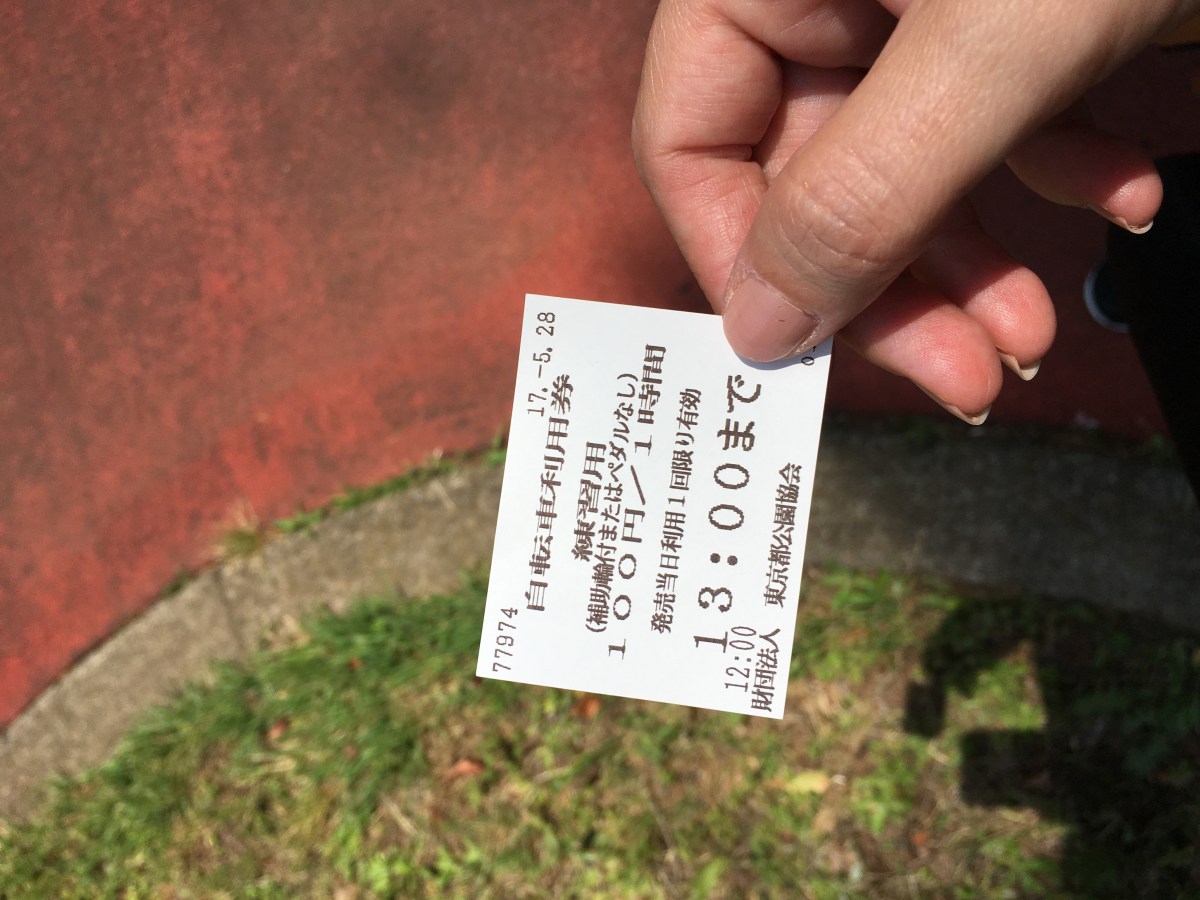 77974 17.-5.28
自転車利用券
練習用
(補助輪付またはペダルなし)
１００円／１時間
発売当日利用1回限り有効
１３：００まで
12:00
財団法人 東京都公園協会